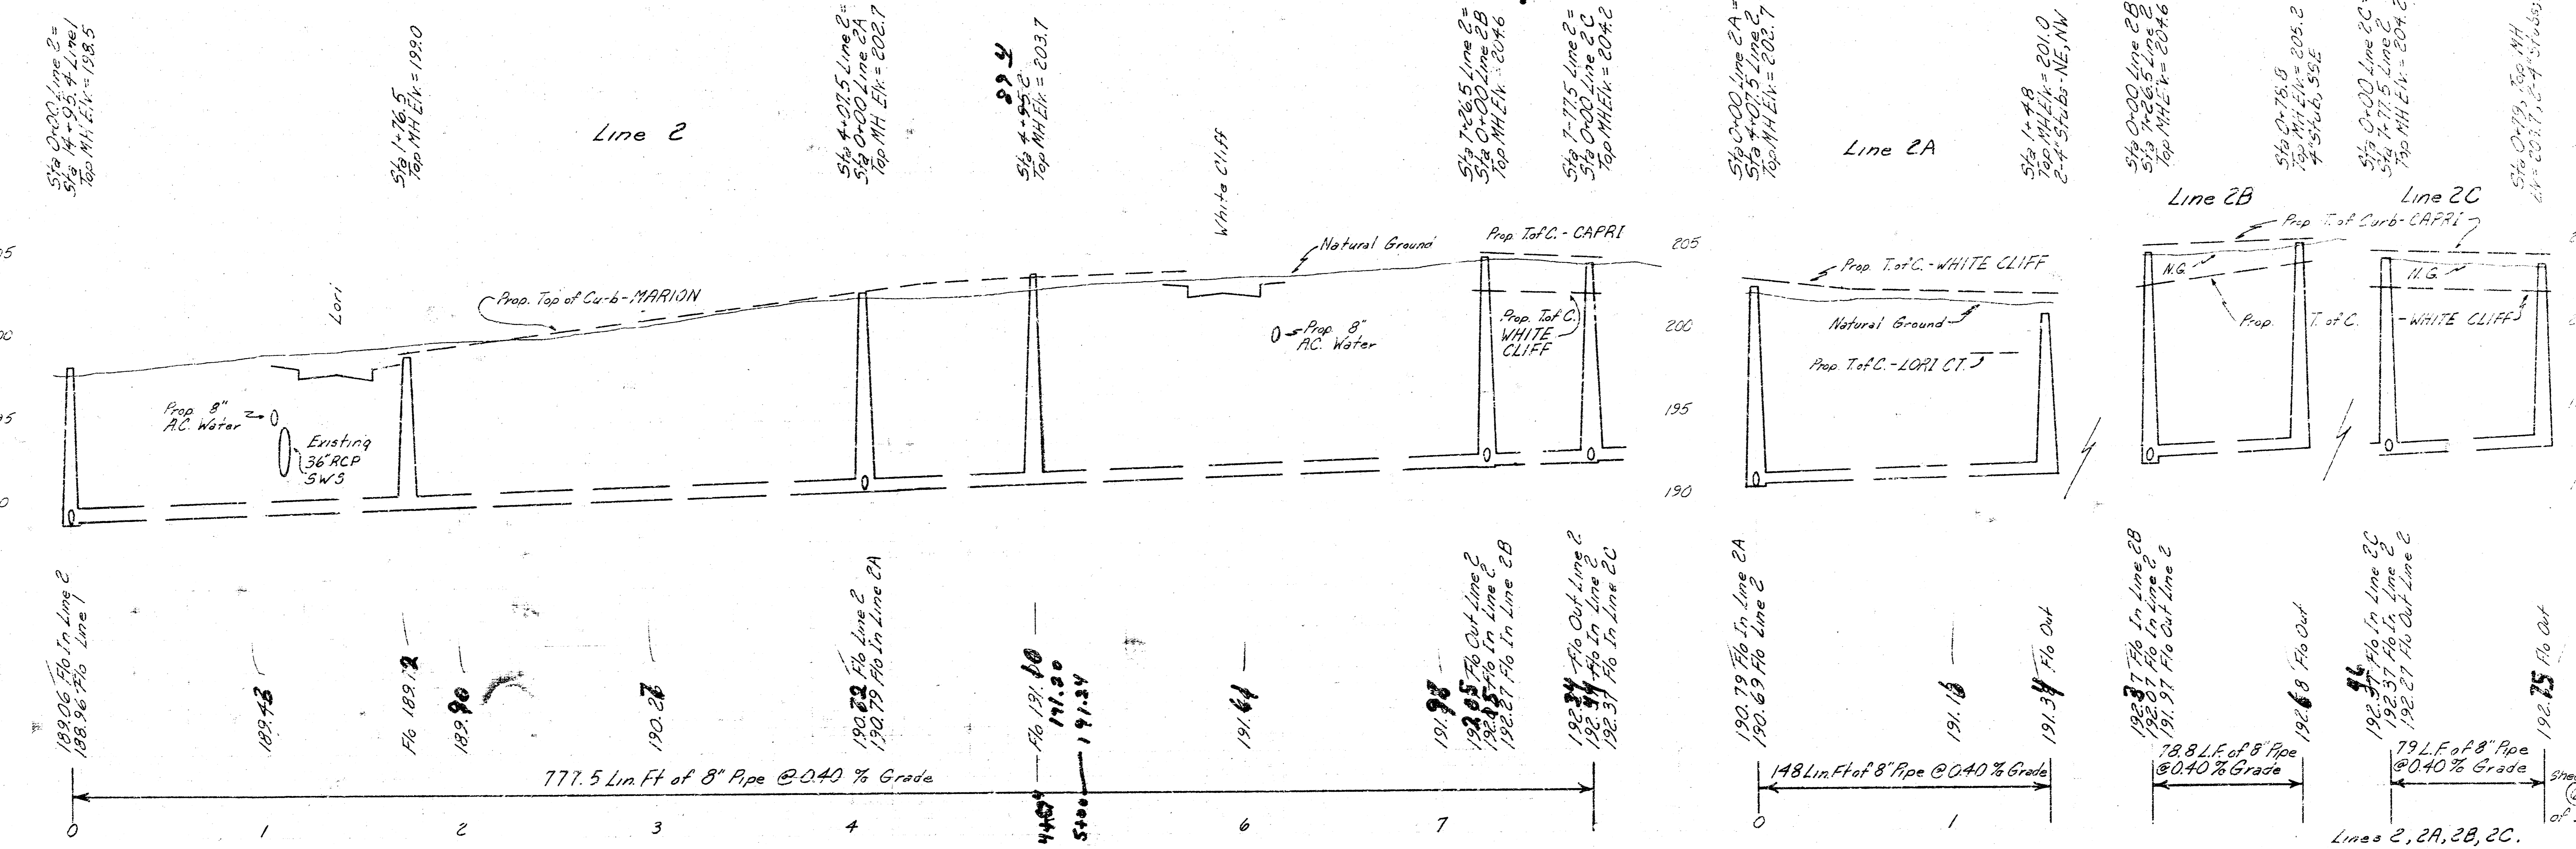 Sta 0+00 Line 2 =
Sta 14+95.4 Line 1
Top MH Elv. = 198.5
Sta 1+76.5
Top MH Elv. = 199.0
Line 2
Sta 4+07.5 Line 2 =
Sta 0+00 Line 2A
Top MH Elv. = 202.7
Sta 4+95.2
Top MH Elv. = 203.7
White Cliff
Sta 7+26.5 Line 2 =
Sta 0+00 Line 2B
Top MH Elv. = 204.6
Sta 7+77.5 Line 2 =
Sta 0+00 Line 2C
Top MH Elv. = 204.2
Sta 0+00 Line 2A =
Sta 4+07.5 Line 2
Top MH Elv. = 202.7
Line 2A
Sta 1+48
Top MH Elv. = 201.0
2-4" Stubs-NE, NW
Sta 0+00 Line 2B
Sta 7+26.5 Line 2
Top MH Elv. = 204.6
Line 2B
Sta 0+78.8
Top MH Elv. = 205.2
4" Stub, SSE
Sta 0+00 Line 2C =
Sta 7+77.5 Line 2
Top MH Elv. = 204.2
Line 2C
Sta 0+79, Top MH
Elv = 203.7, 2-4" Stubs,
Lori
Prop. Top of Curb-MARION
Natural Ground
Prop. T.of C. - CAPRI
205
Prop. T.of C. - WHITE CLIFF
Prop. T. of Curb-CAPRI
N.G.
N.G.
Prop. 8"
A.C. Water
Existing
36" RCP
SWS
Prop. 8"
A.C. Water
Prop. T.of C.
WHITE
CLIFF
200
Natural Ground
Prop. T.of C. - LORI CT.
Prop. T. of C. - WHITE CLIFF
195
190
189.06 Flo In Line 2
188.96 Flo Line 1
189.43
Flo 189.72
189.90
190.26
190.82 Flo Line 2
190.79 Flo In Line 2A
Flo 191.10
191.20
191.24
191.64
191.98
192.05 Flo Out Line 2
192.15 Flo In Line 2
192.27 Flo In Line 2B
192.34 Flo Out Line 2
192.44 Flo In Line 2
192.37 Flo In Line 2C
190.79 Flo In Line 2A
190.69 Flo Line 2
191.16
191.34 Flo Out
192.37 Flo In Line 2B
192.07 Flo In Line 2
191.97 Flo Out Line 2
192.68 Flo Out
192.37 Flo In Line 2C
192.37 Flo In Line 2
192.27 Flo Out Line 2
192.75 Flo Out
777.5 Lin. Ft of 8" Pipe @ 0.40 % Grade
148 Lin. Ft of 8" Pipe @ 0.40 % Grade
78.8 L.F. of 8" Pipe
@ 0.40 % Grade
79 L.F. of 8" Pipe
@ 0.40 % Grade
0 1 2 3 4 5+00 6 7
0 1
Lines 2, 2A, 2B, 2C.